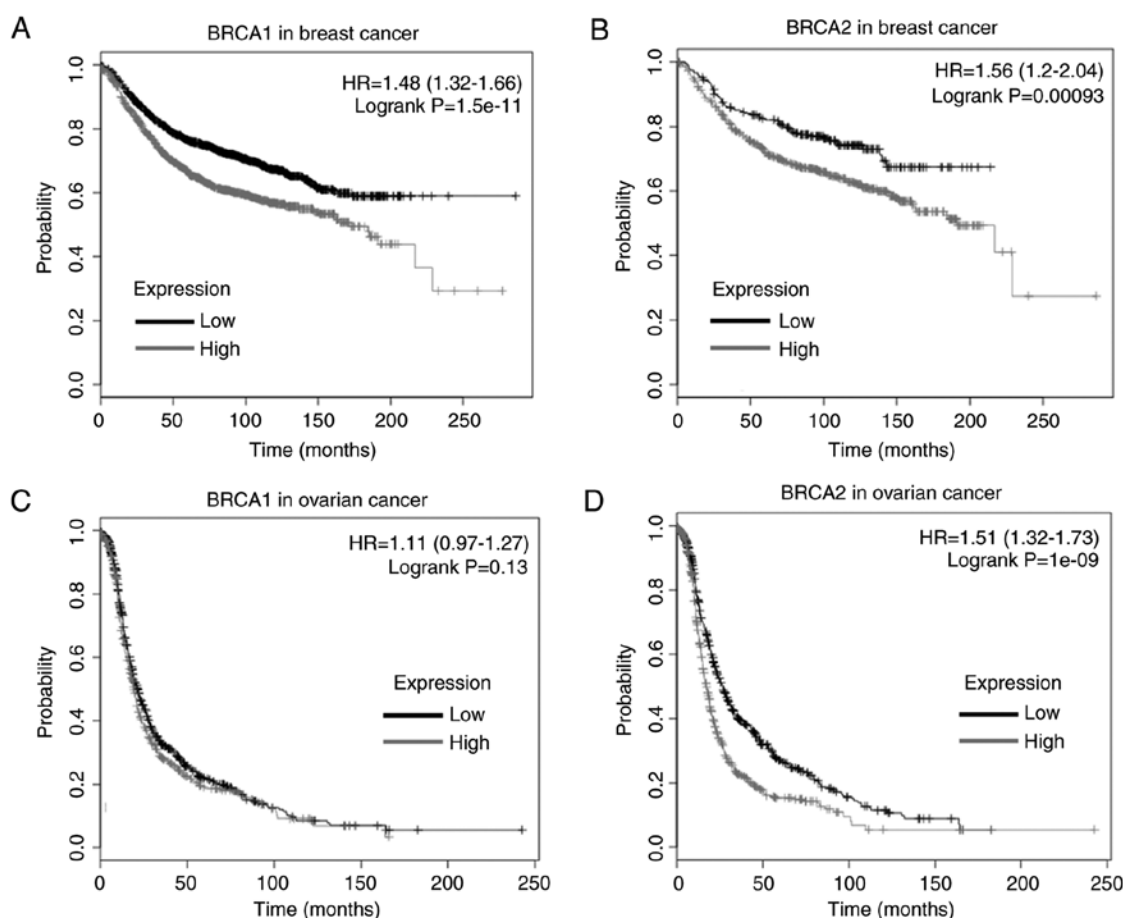 A
BRCA1 in breast cancer
HR=1.48 (1.32-1.66)
Logrank P=1.5e-11
Probability
1.0
0.8
0.6
0.4
0.2
0.0
Expression
Low
High
0 50 100 150 200 250
Time (months)
B
BRCA2 in breast cancer
HR=1.56 (1.2-2.04)
Logrank P=0.00093
Probability
1.0
0.8
0.6
0.4
0.2
0.0
Expression
Low
High
0 50 100 150 200 250
Time (months)
C
BRCA1 in ovarian cancer
HR=1.11 (0.97-1.27)
Logrank P=0.13
Probability
1.0
0.8
0.6
0.4
0.2
0.0
Expression
Low
High
0 50 100 150 200 250
Time (months)
D
BRCA2 in ovarian cancer
HR=1.51 (1.32-1.73)
Logrank P=1e-09
Probability
1.0
0.8
0.6
0.4
0.2
0.0
Expression
Low
High
0 50 100 150 200 250
Time (months)